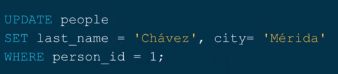 UPDATE people
SET last_name = 'Chávez', city= 'Mérida'
WHERE person_id = 1;